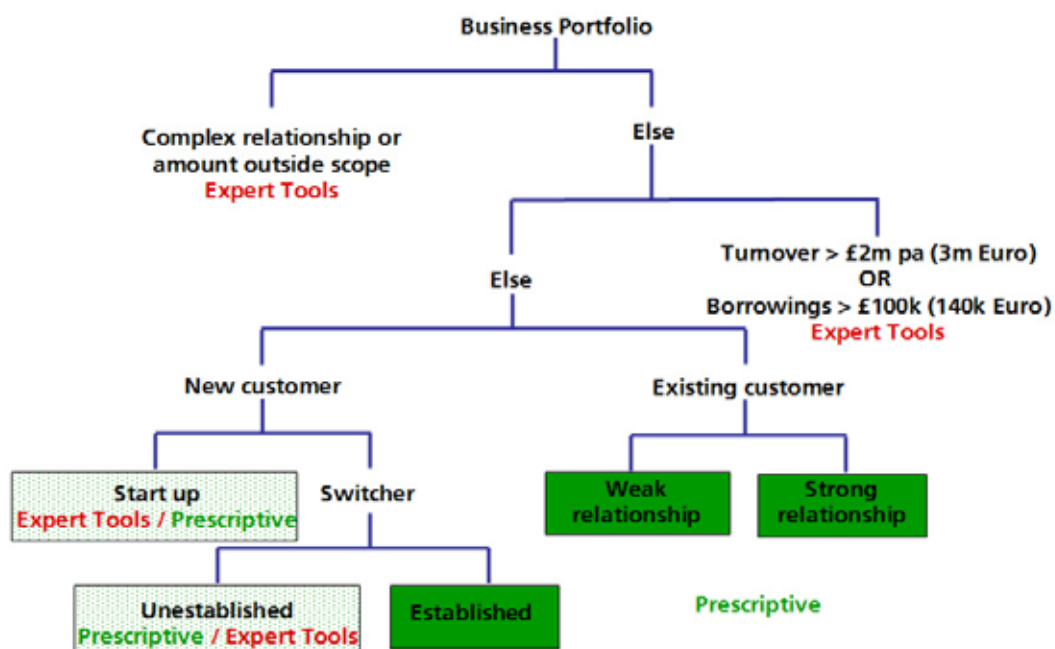 Business Portfolio
Complex relationship or
amount outside scope
Expert Tools
Else
Turnover > £2m pa (3m Euro)
OR
Borrowings > £100k (140k Euro)
Expert Tools
Else
New customer
Existing customer
Start up
Expert Tools / Prescriptive
Switcher
Weak
relationship
Strong
relationship
Unestablished
Prescriptive / Expert Tools
Established
Prescriptive